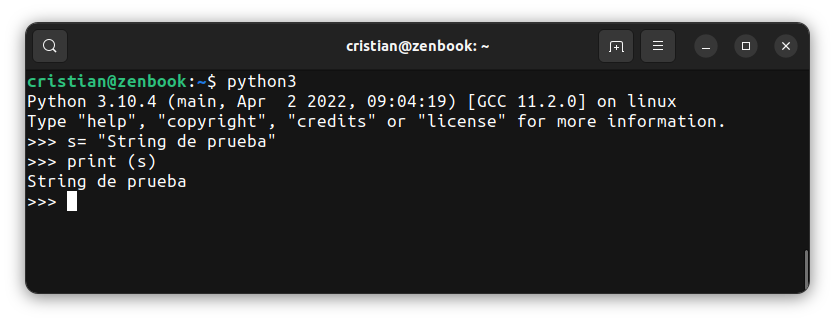 cristian@zenbook: ~
cristian@zenbook:~$ python3
Python 3.10.4 (main, Apr  2 2022, 09:04:19) [GCC 11.2.0] on linux
Type "help", "copyright", "credits" or "license" for more information.
>>> s= "String de prueba"
>>> print (s)
String de prueba
>>>